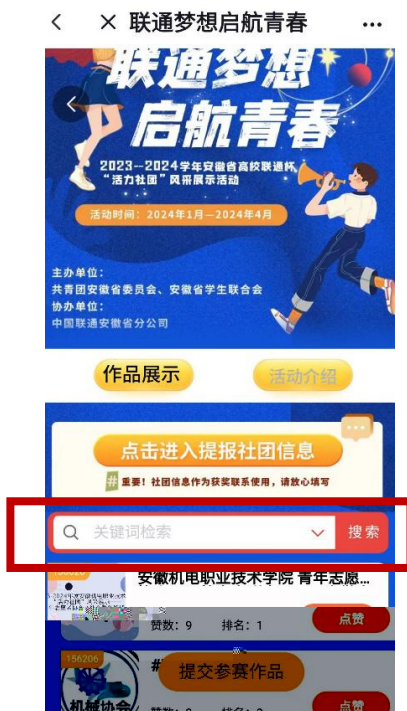 联通梦想启航青春
联通梦想
启航青春
2023--2024学年安徽省高校联通杯
“活力社团”风采展示活动
活动时间：2024年1月—2024年4月
主办单位：
共青团安徽省委员会、安徽省学生联合会
协办单位：
中国联通安徽省分公司
作品展示 活动介绍
点击进入提报社团信息
#重要！社团信息作为获奖联系使用，请放心填写
关键词检索 搜索
安徽机电职业技术学院 青年志愿...
赞数：9 排名：1 点赞
156206 # 提交参赛作品
机械协会 点赞